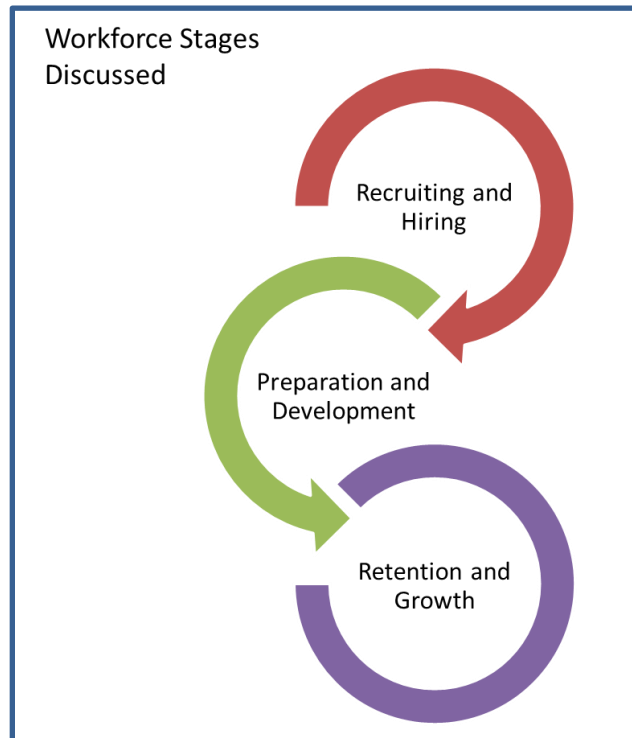 Workforce Stages
Discussed
Recruiting and
Hiring
Preparation and
Development
Retention and
Growth